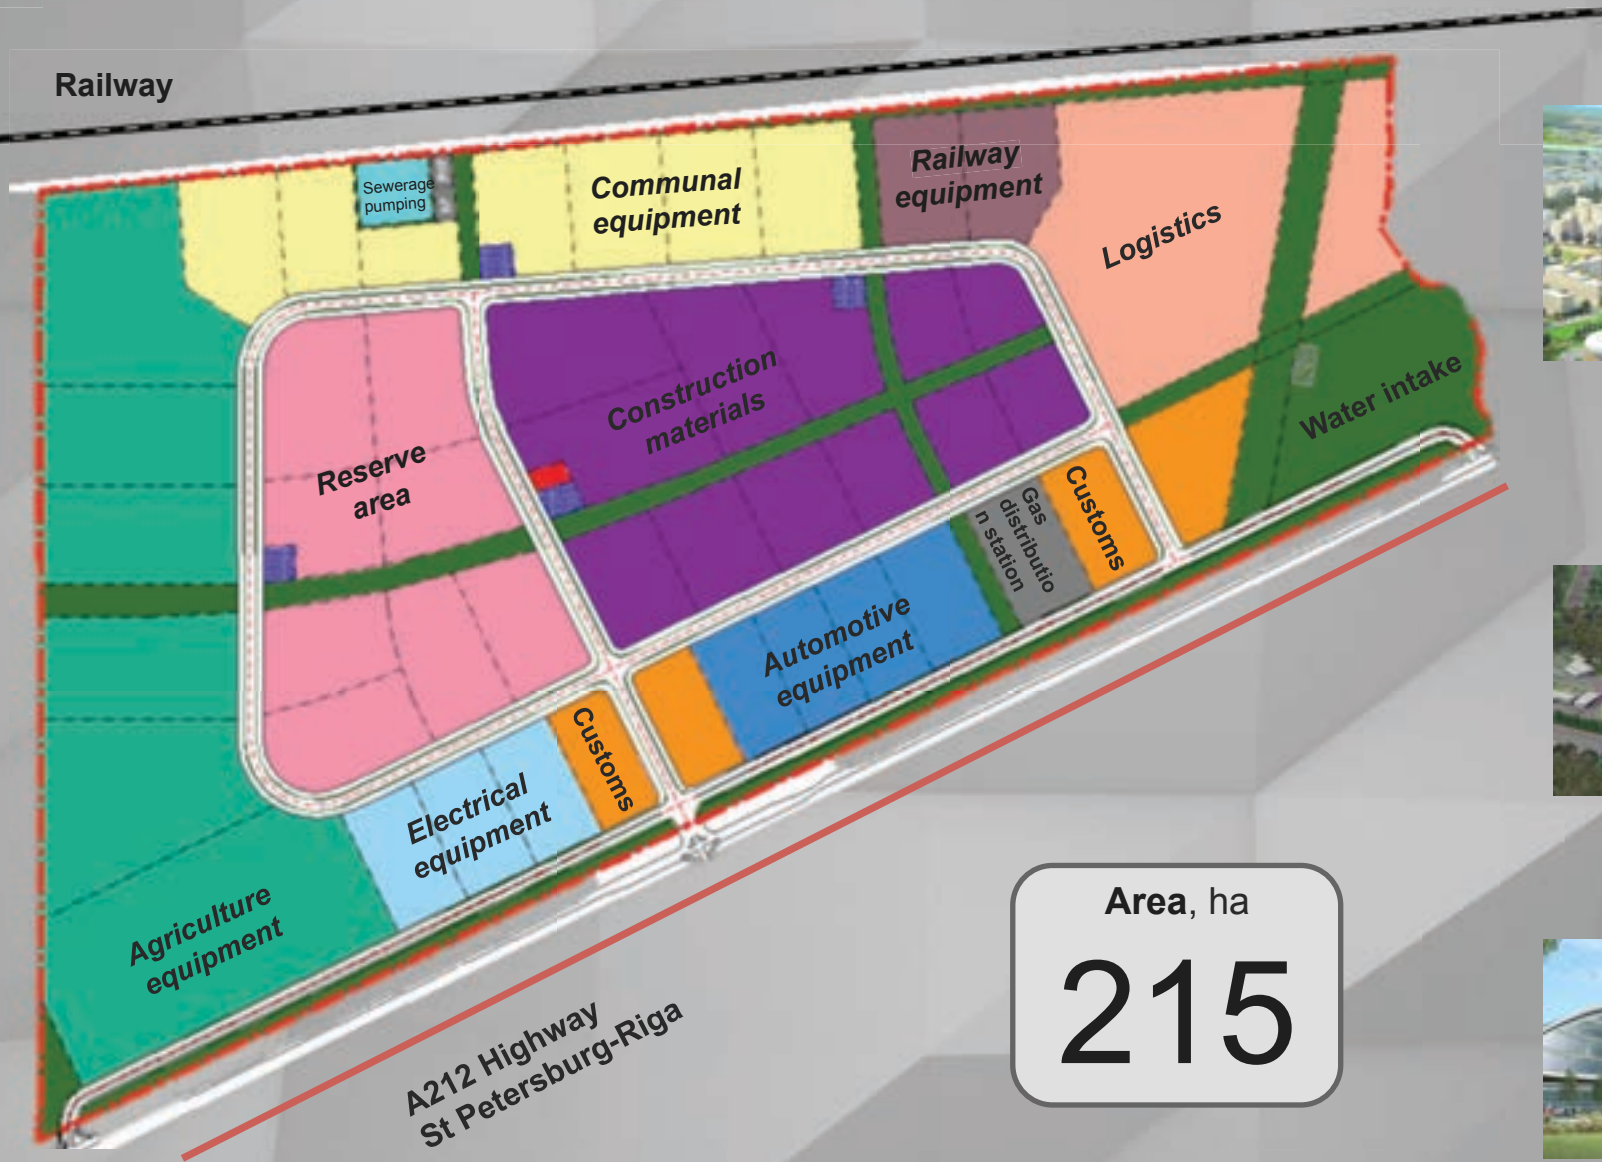 Railway
Sewerage
pumping
Communal
equipment
Railway
equipment
Logistics
Construction
materials
Reserve
area
Water intake
Customs
Gas
distributio
n station
Automotive
equipment
Customs
Electrical
equipment
Agriculture
equipment
A212 Highway
St Petersburg-Riga
Area, ha
215